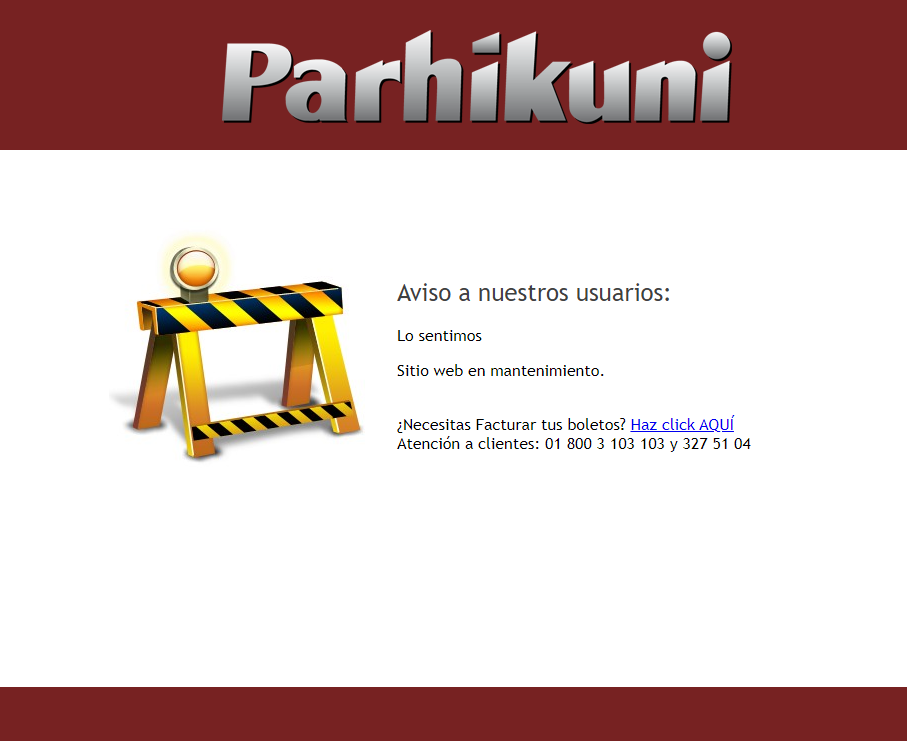 Parhikuni
Aviso a nuestros usuarios:
Lo sentimos
Sitio web en mantenimiento.
¿Necesitas Facturar tus boletos? Haz click AQUÍ
Atención a clientes: 01 800 3 103 103 y 327 51 04